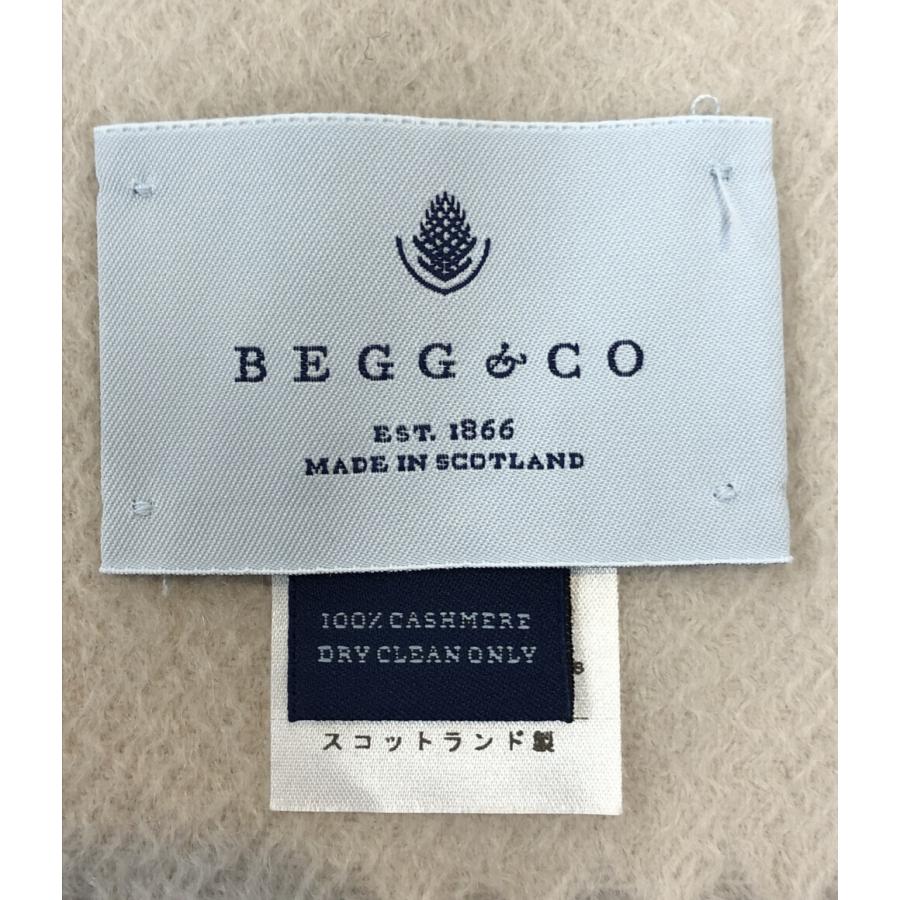 BEGG & CO
EST. 1866
MADE IN SCOTLAND
100% CASHMERE
DRY CLEAN ONLY
スコットランド製